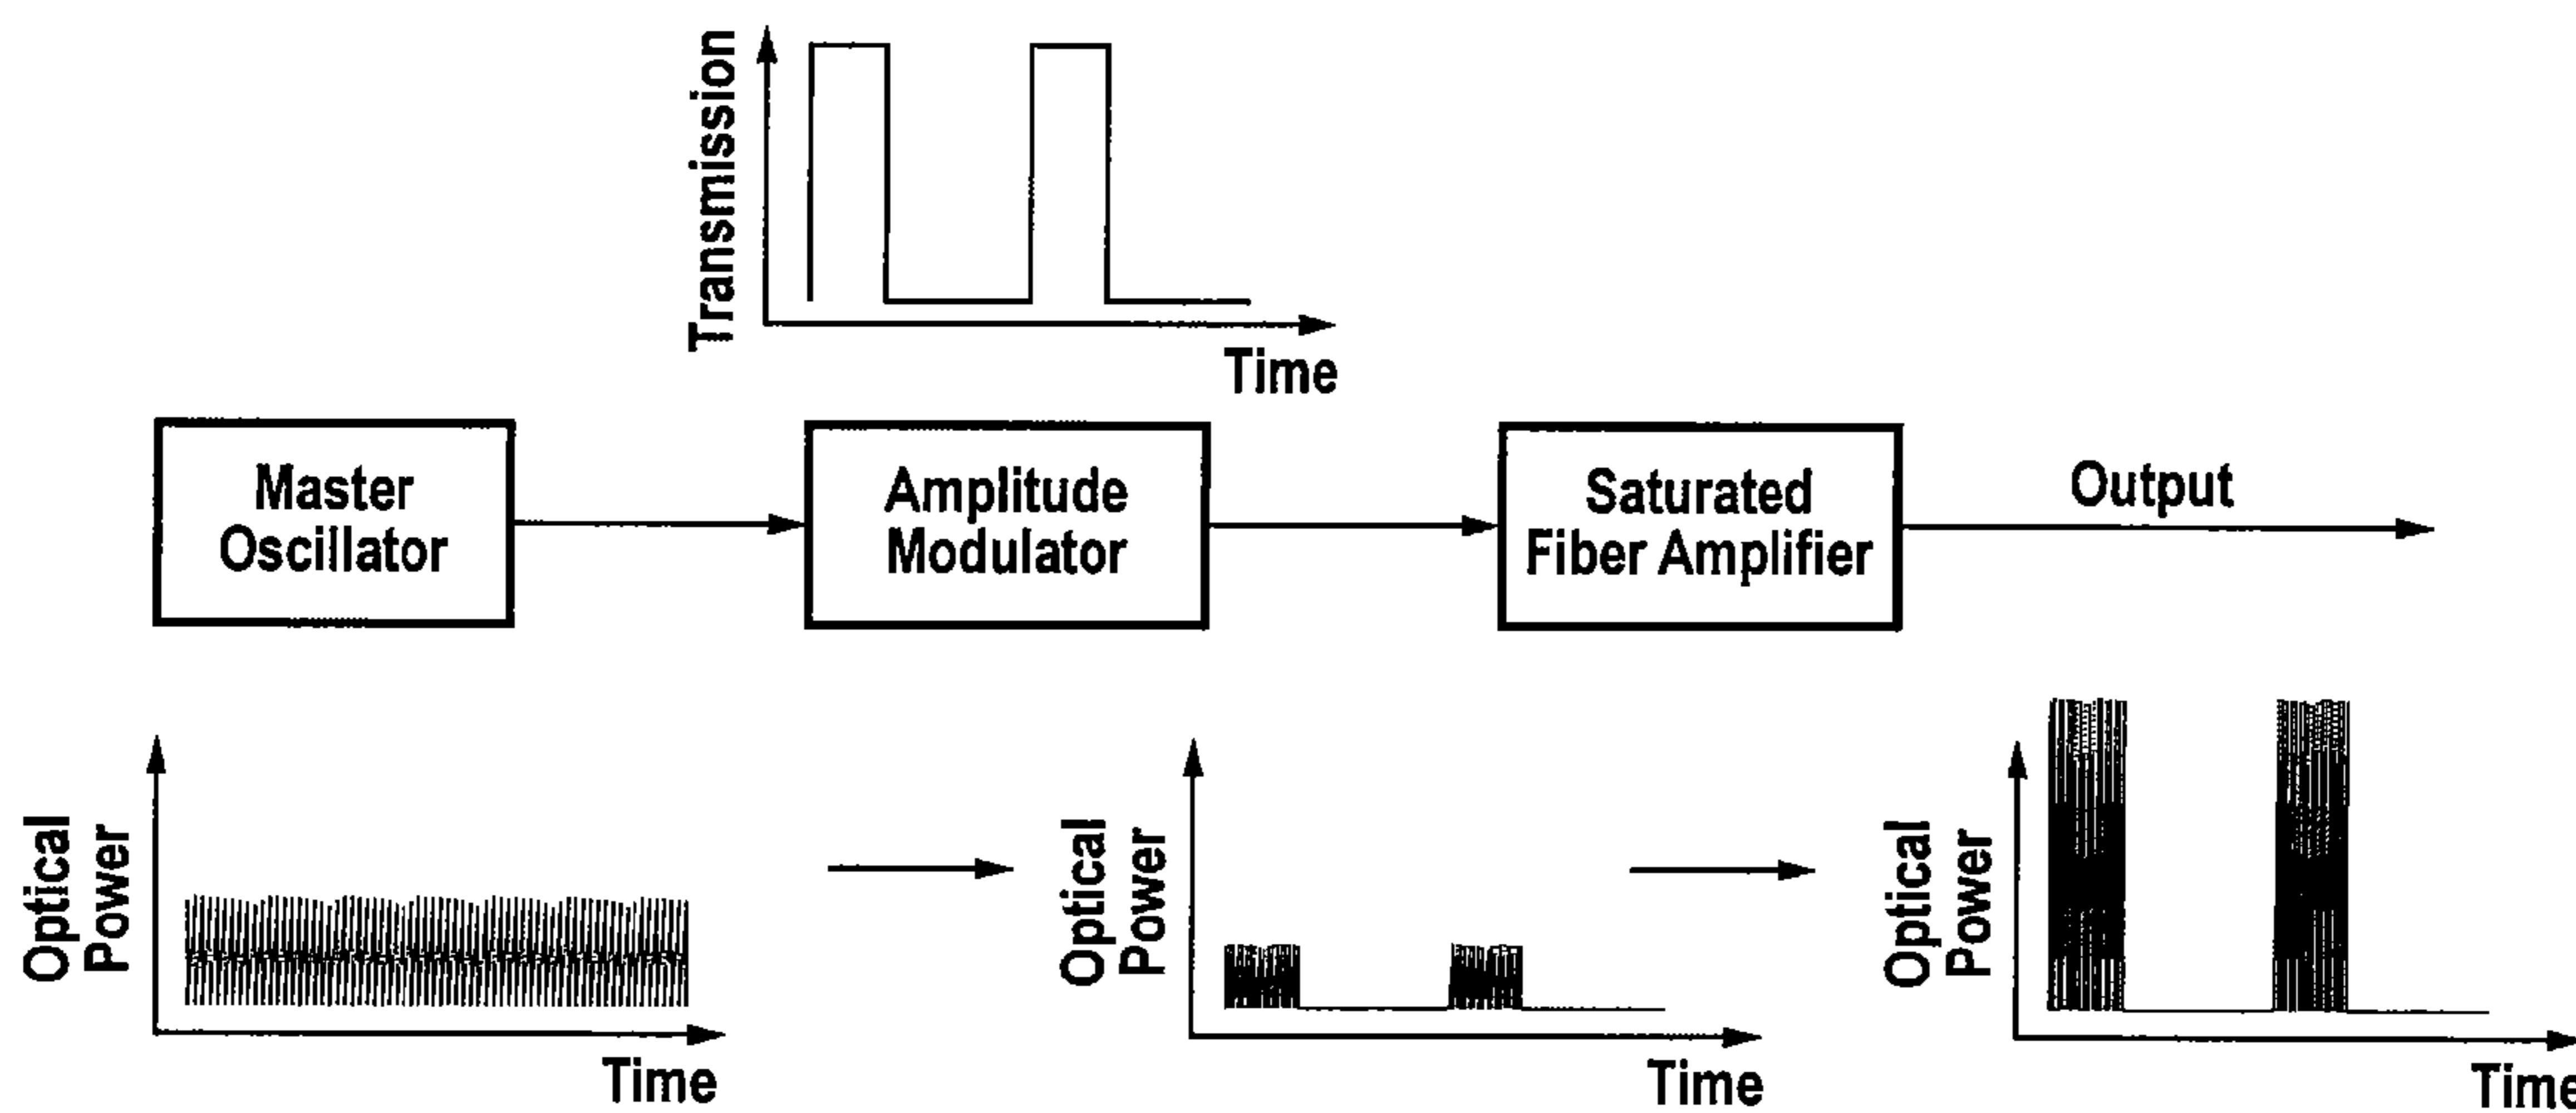 Transmission
Time
Master
Oscillator
Amplitude
Modulator
Saturated
Fiber Amplifier
Output
Optical
Power
Time
Optical
Power
Time
Optical
Power
Time